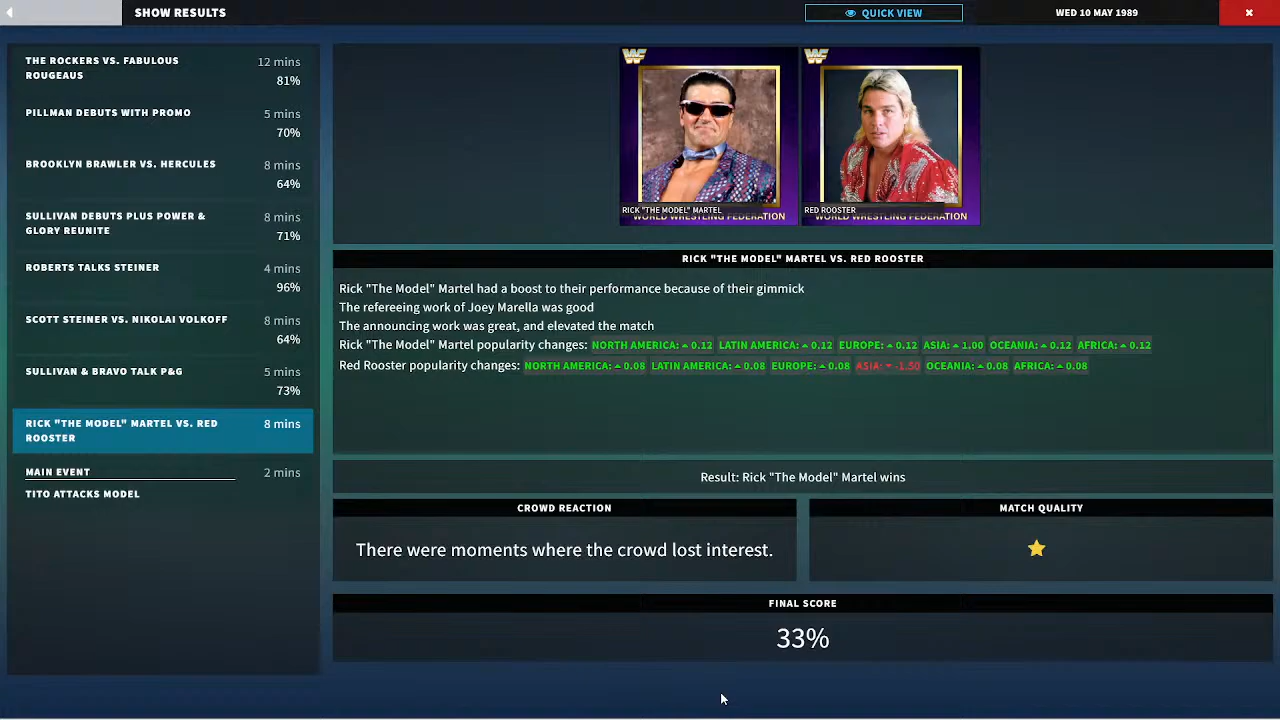 SHOW RESULTS
QUICK VIEW
WED 10 MAY 1989
THE ROCKERS VS. FABULOUS
ROUGEAUS
12 mins
81%
PILLMAN DEBUTS WITH PROMO
5 mins
70%
BROOKLYN BRAWLER VS. HERCULES
8 mins
64%
SULLIVAN DEBUTS PLUS POWER &
GLORY REUNITE
8 mins
71%
ROBERTS TALKS STEINER
4 mins
96%
SCOTT STEINER VS. NIKOLAI VOLKOFF
8 mins
64%
SULLIVAN & BRAVO TALK P&G
5 mins
73%
RICK "THE MODEL" MARTEL VS. RED
ROOSTER
8 mins
MAIN EVENT
2 mins
TITO ATTACKS MODEL
RICK "THE MODEL" MARTEL
WORLD WRESTLING FEDERATION
RED ROOSTER
WORLD WRESTLING FEDERATION
RICK "THE MODEL" MARTEL VS. RED ROOSTER
Rick "The Model" Martel had a boost to their performance because of their gimmick
The refereeing work of Joey Marella was good
The announcing work was great, and elevated the match
Rick "The Model" Martel popularity changes: NORTH AMERICA: 0.12 LATIN AMERICA: 0.12 EUROPE: 0.12 ASIA: 1.00 OCEANIA: 0.12 AFRICA: 0.12
Red Rooster popularity changes: NORTH AMERICA: 0.08 LATIN AMERICA: 0.08 EUROPE: 0.08 ASIA: -1.50 OCEANIA: 0.08 AFRICA: 0.08
Result: Rick "The Model" Martel wins
CROWD REACTION
There were moments where the crowd lost interest.
MATCH QUALITY
FINAL SCORE
33%